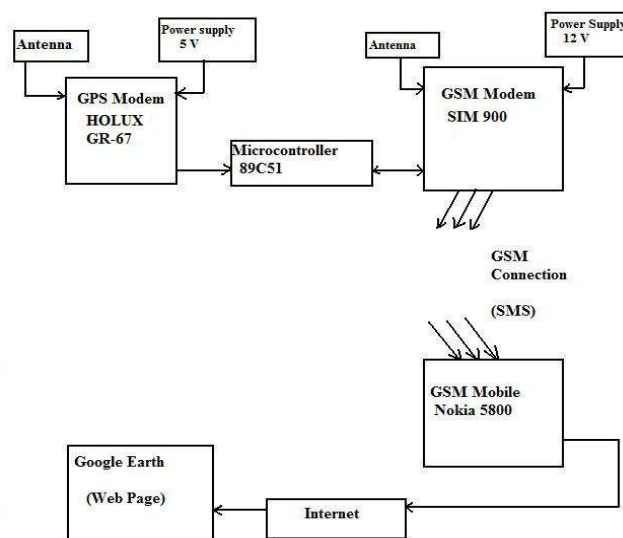 Antenna
Power supply
5 V
Antenna
Power Supply
12 V
GPS Modem
HOLUX
GR-67
Microcontroller
89C51
GSM Modem
SIM 900
GSM
Connection
(SMS)
GSM Mobile
Nokia 5800
Google Earth
(Web Page)
Internet